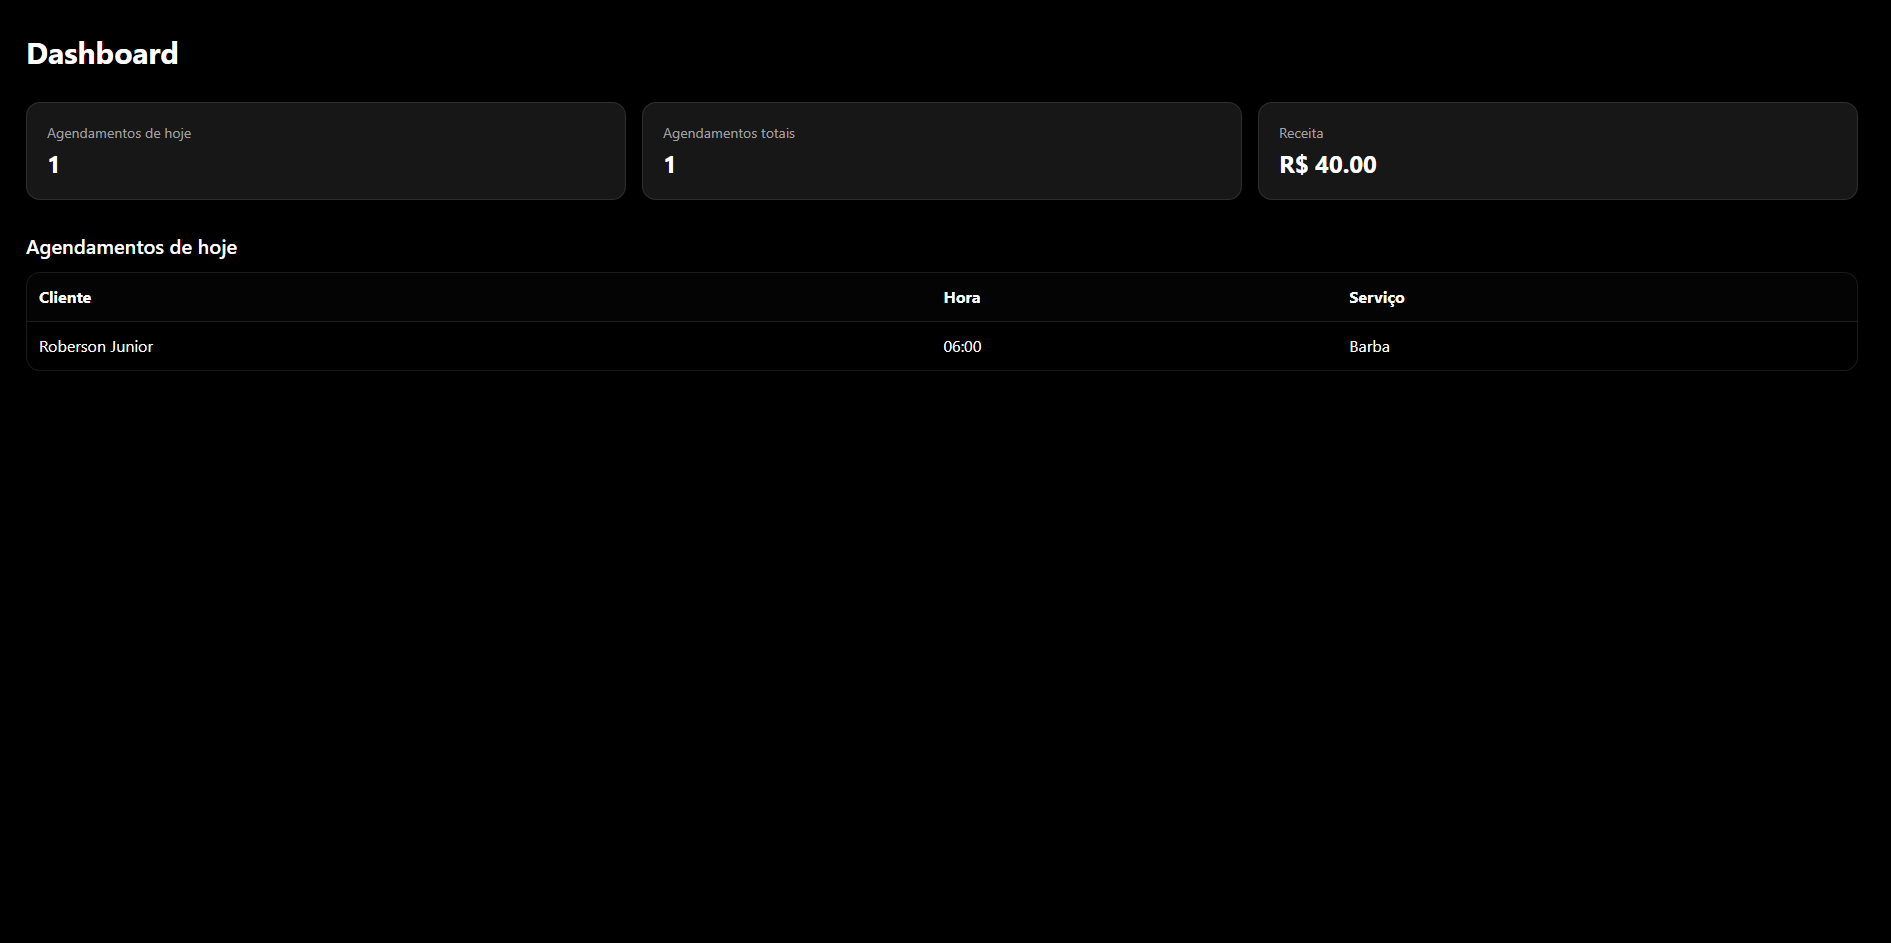 Dashboard
Agendamentos de hoje
1
Agendamentos totais
1
Receita
R$ 40.00
Agendamentos de hoje
Cliente Hora Serviço
Roberson Junior 06:00 Barba